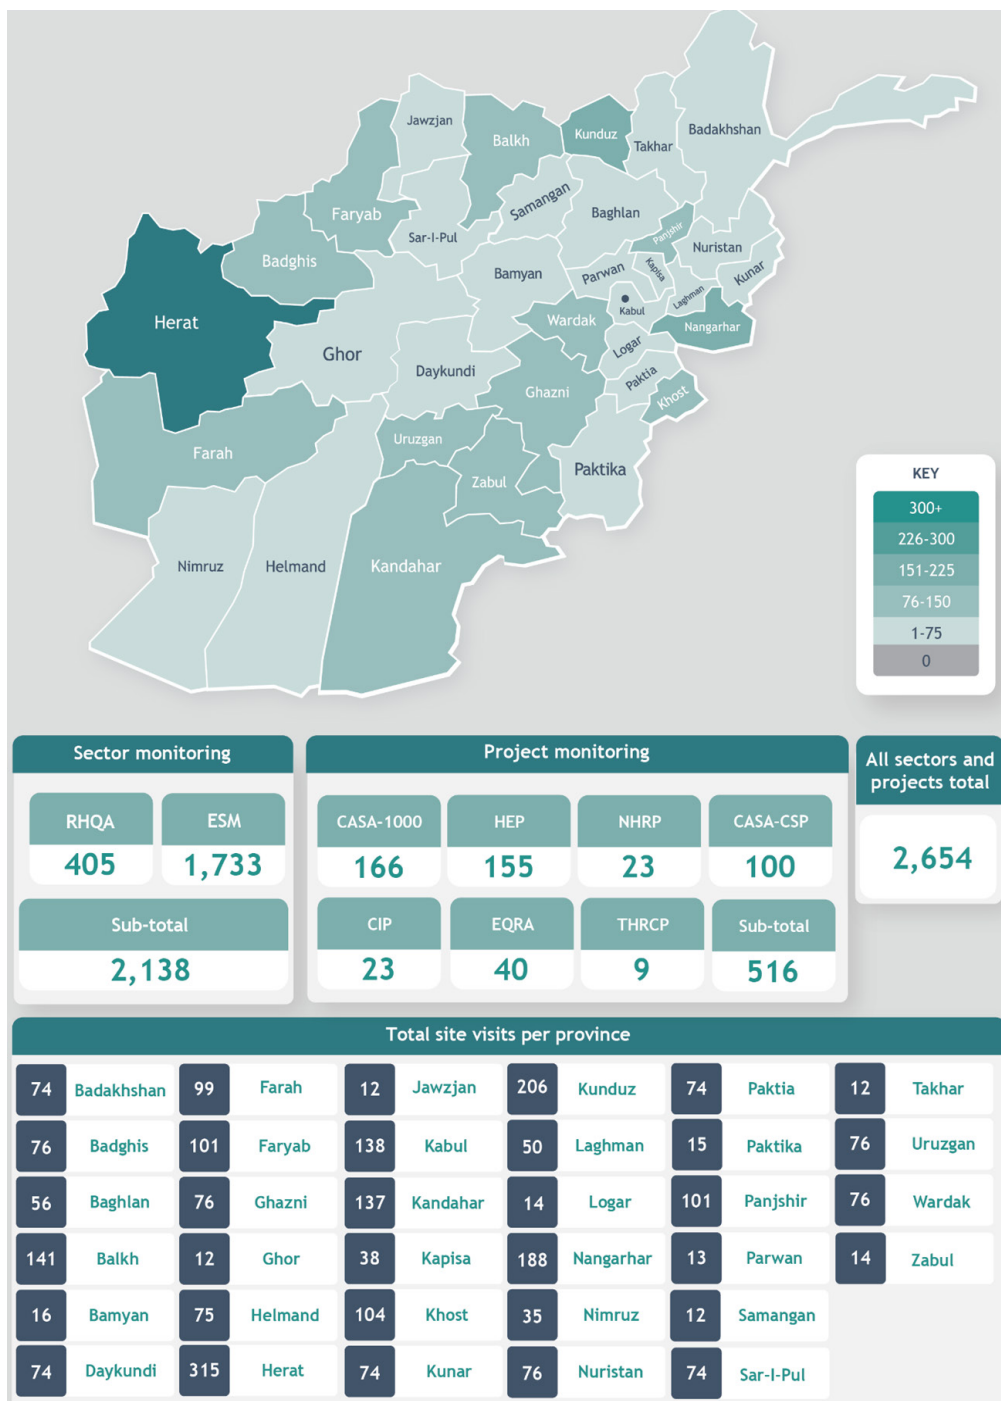 Jawzjan
Balkh
Kunduz
Takhar
Badakhshan
Faryab
Samangan
Baghlan
Sar-I-Pul
Panjshir
Nuristan
Badghis
Bamyan
Parwan
Kapisa
Kunar
Laghman
Kabul
Herat
Wardak
Nangarhar
Ghor
Logar
Daykundi
Paktia
Ghazni
Khost
Farah
Uruzgan
Zabul
Paktika
Nimruz
Helmand
Kandahar
KEY
300+
226-300
151-225
76-150
1-75
0
Sector monitoring
RHQA
ESM
405
1,733
Sub-total
2,138
Project monitoring
CASA-1000
HEP
NHRP
CASA-CSP
166
155
23
100
CIP
EQRA
THRCP
Sub-total
23
40
9
516
All sectors and
projects total
2,654
Total site visits per province
74 Badakhshan 99 Farah 12 Jawzjan 206 Kunduz 74 Paktia 12 Takhar
76 Badghis 101 Faryab 138 Kabul 50 Laghman 15 Paktika 76 Uruzgan
56 Baghlan 76 Ghazni 137 Kandahar 14 Logar 101 Panjshir 76 Wardak
141 Balkh 12 Ghor 38 Kapisa 188 Nangarhar 13 Parwan 14 Zabul
16 Bamyan 75 Helmand 104 Khost 35 Nimruz 12 Samangan
74 Daykundi 315 Herat 74 Kunar 76 Nuristan 74 Sar-I-Pul